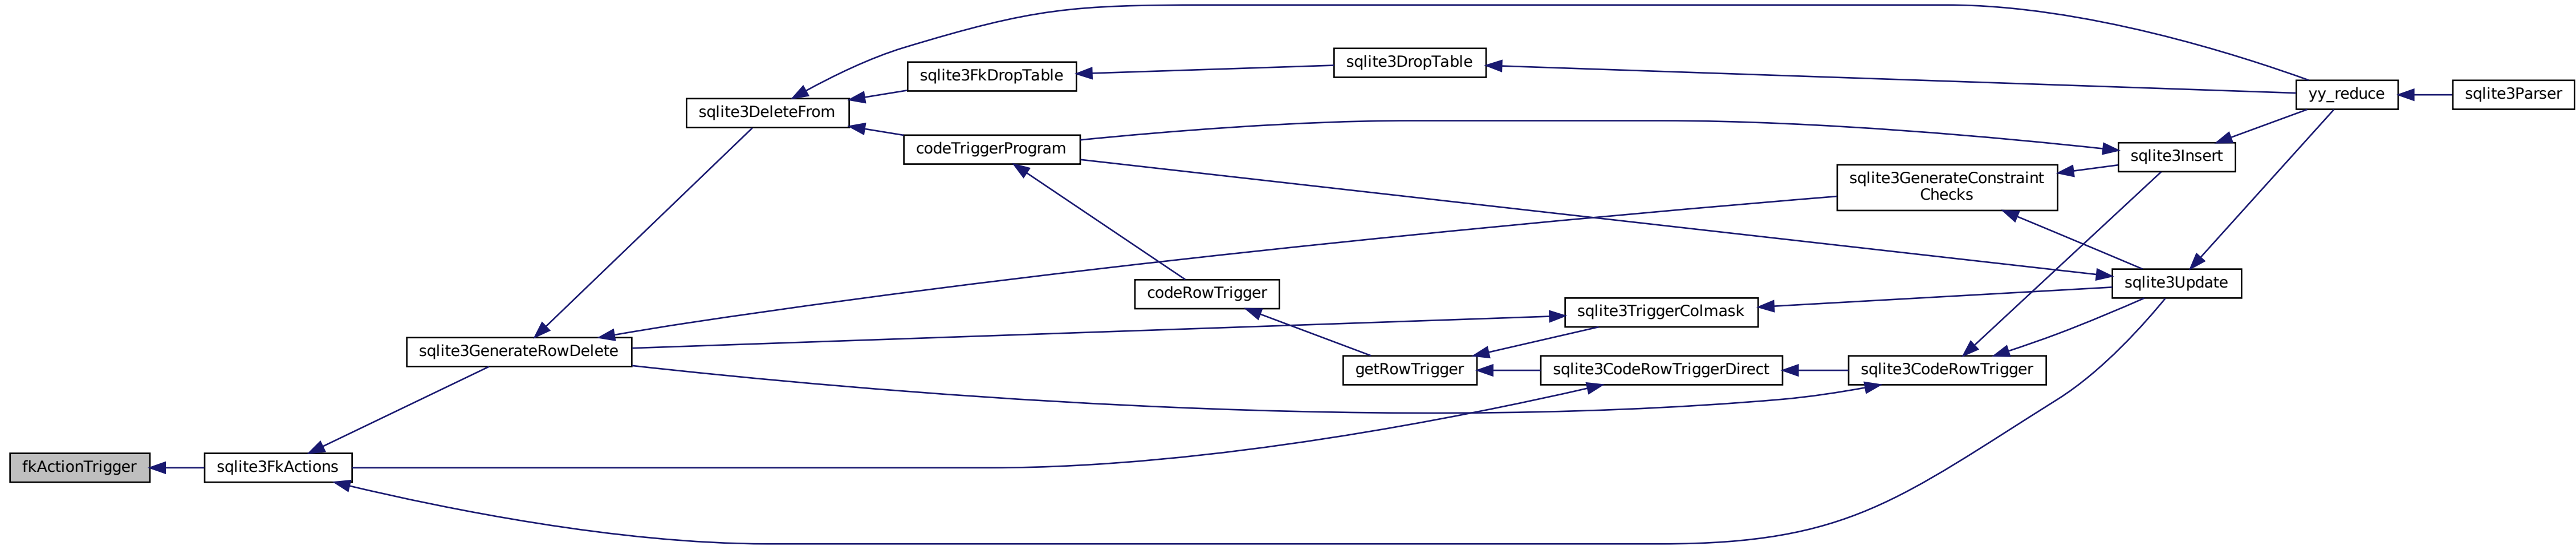 sqlite3DropTable
sqlite3FkDropTable
yy_reduce
sqlite3Parser
sqlite3DeleteFrom
codeTriggerProgram
sqlite3Insert
sqlite3GenerateConstraint
Checks
sqlite3Update
codeRowTrigger
sqlite3TriggerColmask
sqlite3GenerateRowDelete
getRowTrigger
sqlite3CodeRowTriggerDirect
sqlite3CodeRowTrigger
fkActionTrigger
sqlite3FkActions